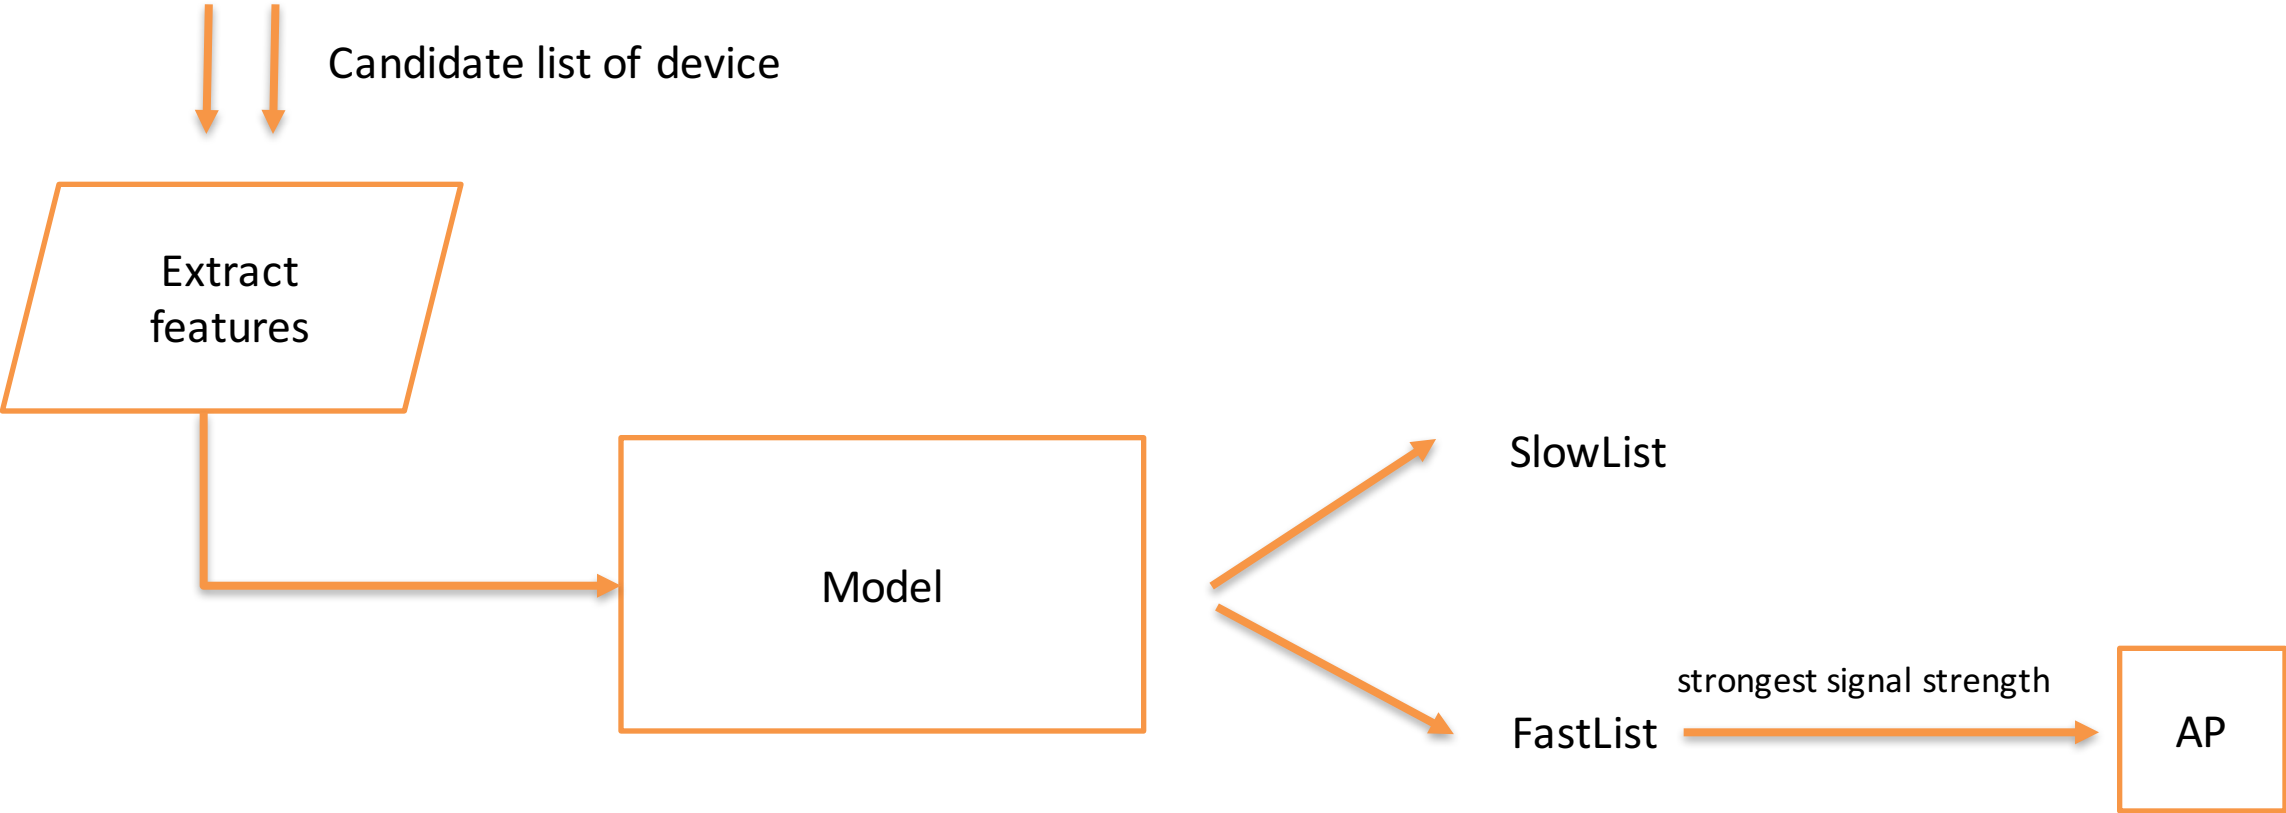 Candidate list of device
Extract
features
Model
SlowList
FastList
strongest signal strength
AP